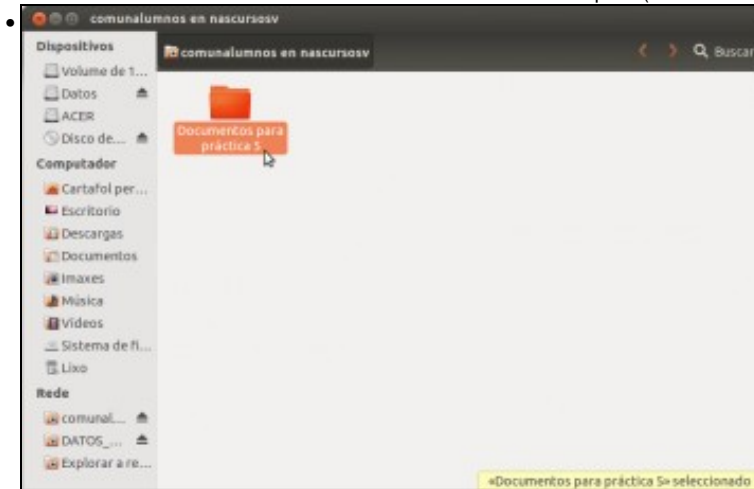 comunalumnos en nascursosv
Dispositivos
comunalumnos en nascursosv
Buscar
Volume de 1...
Datos
ACER
Disco de...
Computador
Cartafol per...
Escritorio
Descargas
Documentos
Imaxes
Música
Vídeos
Sistema de fi...
Lixo
Rede
comunal...
DATOS_...
Explorar a re...
Documentos para
práctica 5
«Documentos para práctica 5» seleccionado